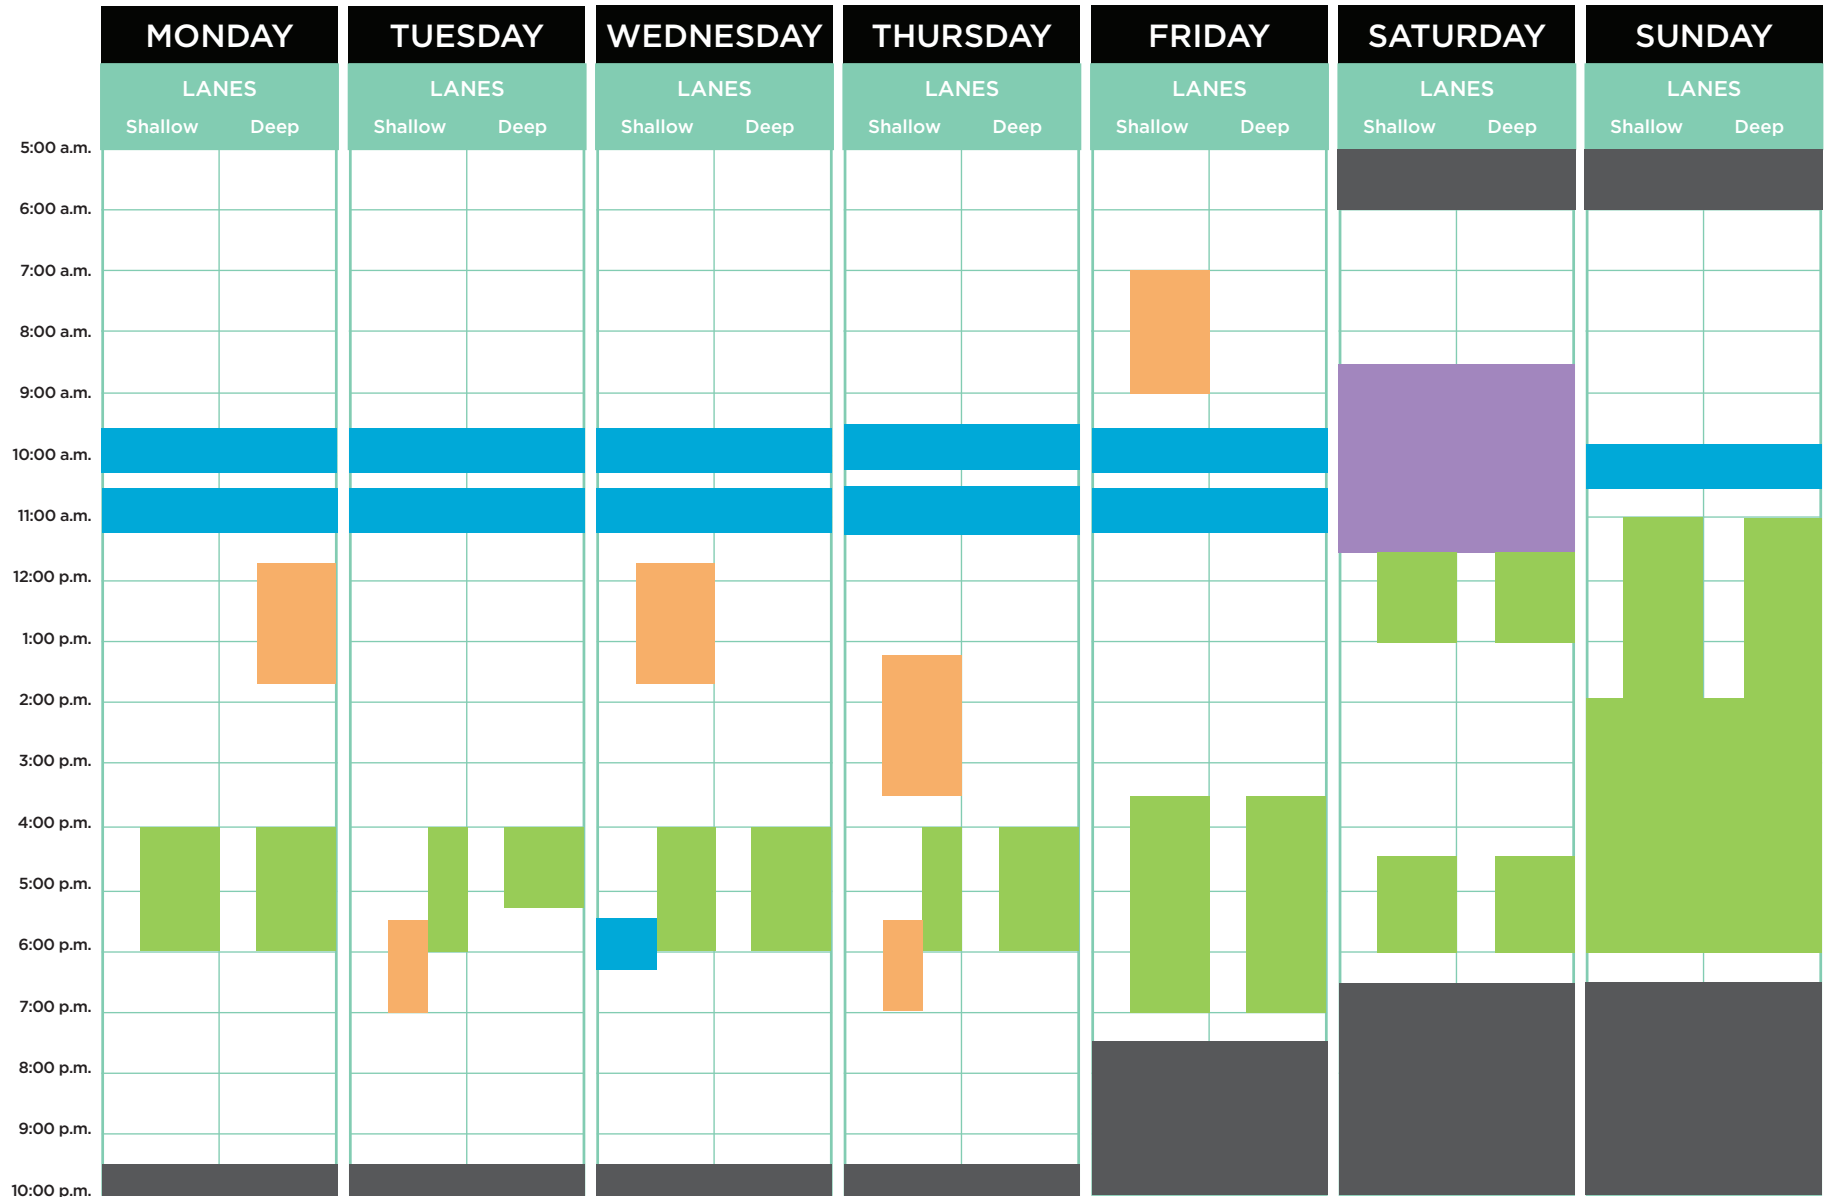 MONDAY TUESDAY WEDNESDAY THURSDAY FRIDAY SATURDAY SUNDAY
LANES LANES LANES LANES LANES LANES LANES
Shallow Deep Shallow Deep Shallow Deep Shallow Deep Shallow Deep Shallow Deep Shallow Deep
5:00 a.m.
6:00 a.m.
7:00 a.m.
8:00 a.m.
9:00 a.m.
10:00 a.m.
11:00 a.m.
12:00 p.m.
1:00 p.m.
2:00 p.m.
3:00 p.m.
4:00 p.m.
5:00 p.m.
6:00 p.m.
7:00 p.m.
8:00 p.m.
9:00 p.m.
10:00 p.m.